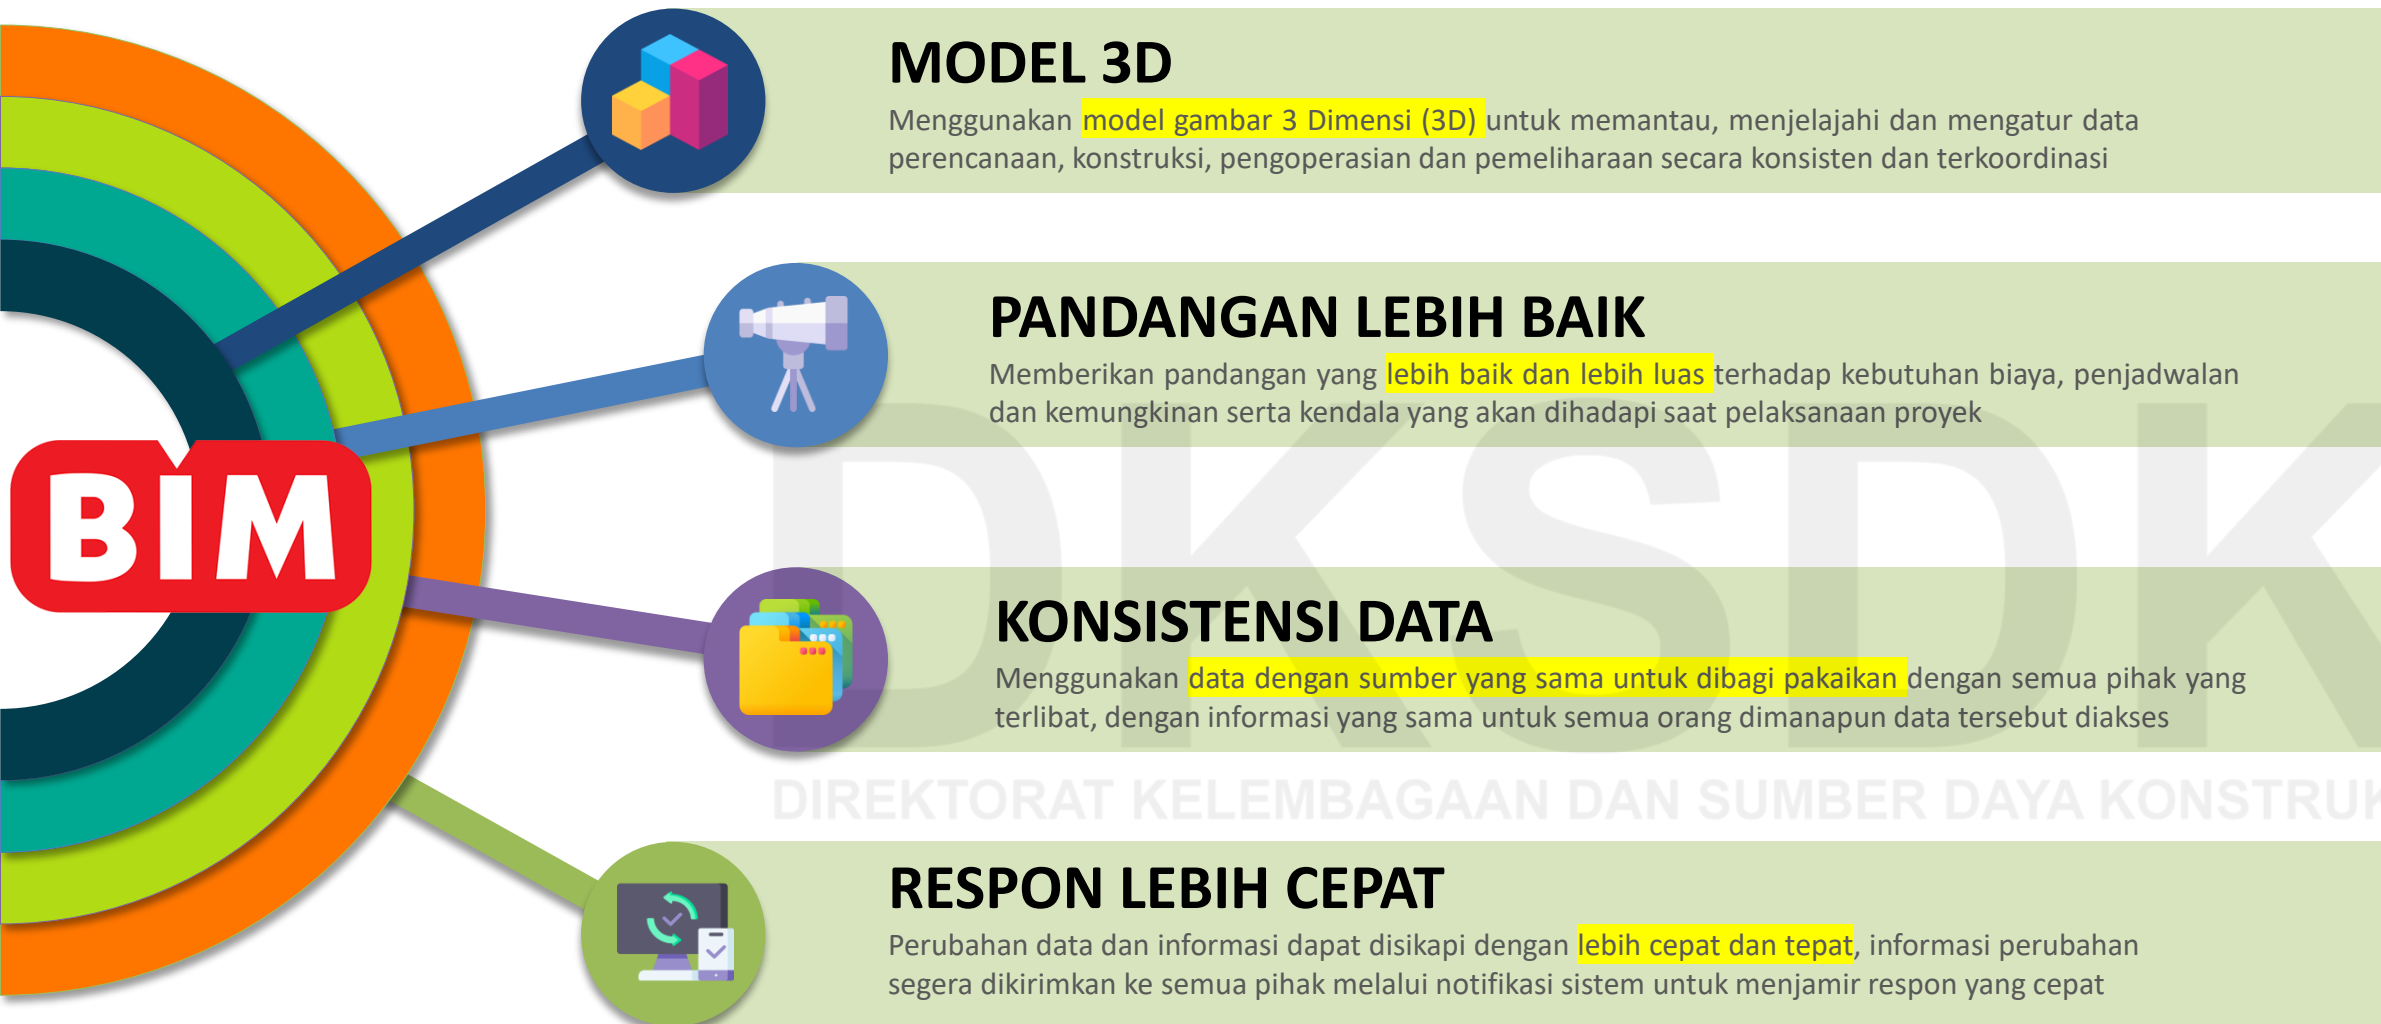 MODEL 3D
Menggunakan model gambar 3 Dimensi (3D) untuk memantau, menjelajahi dan mengatur data
perencanaan, konstruksi, pengoperasian dan pemeliharaan secara konsisten dan terkoordinasi
PANDANGAN LEBIH BAIK
Memberikan pandangan yang lebih baik dan lebih luas terhadap kebutuhan biaya, penjadwalan
dan kemungkinan serta kendala yang akan dihadapi saat pelaksanaan proyek
BIM
DKSDK
KONSISTENSI DATA
Menggunakan data dengan sumber yang sama untuk dibagi pakaikan dengan semua pihak yang
terlibat, dengan informasi yang sama untuk semua orang dimanapun data tersebut diakses
DIREKTORAT KELEMBAGAAN DAN SUMBER DAYA KONSTRUK
RESPON LEBIH CEPAT
Perubahan data dan informasi dapat disikapi dengan lebih cepat dan tepat, informasi perubahan
segera dikirimkan ke semua pihak melalui notifikasi sistem untuk menjamir respon yang cepat